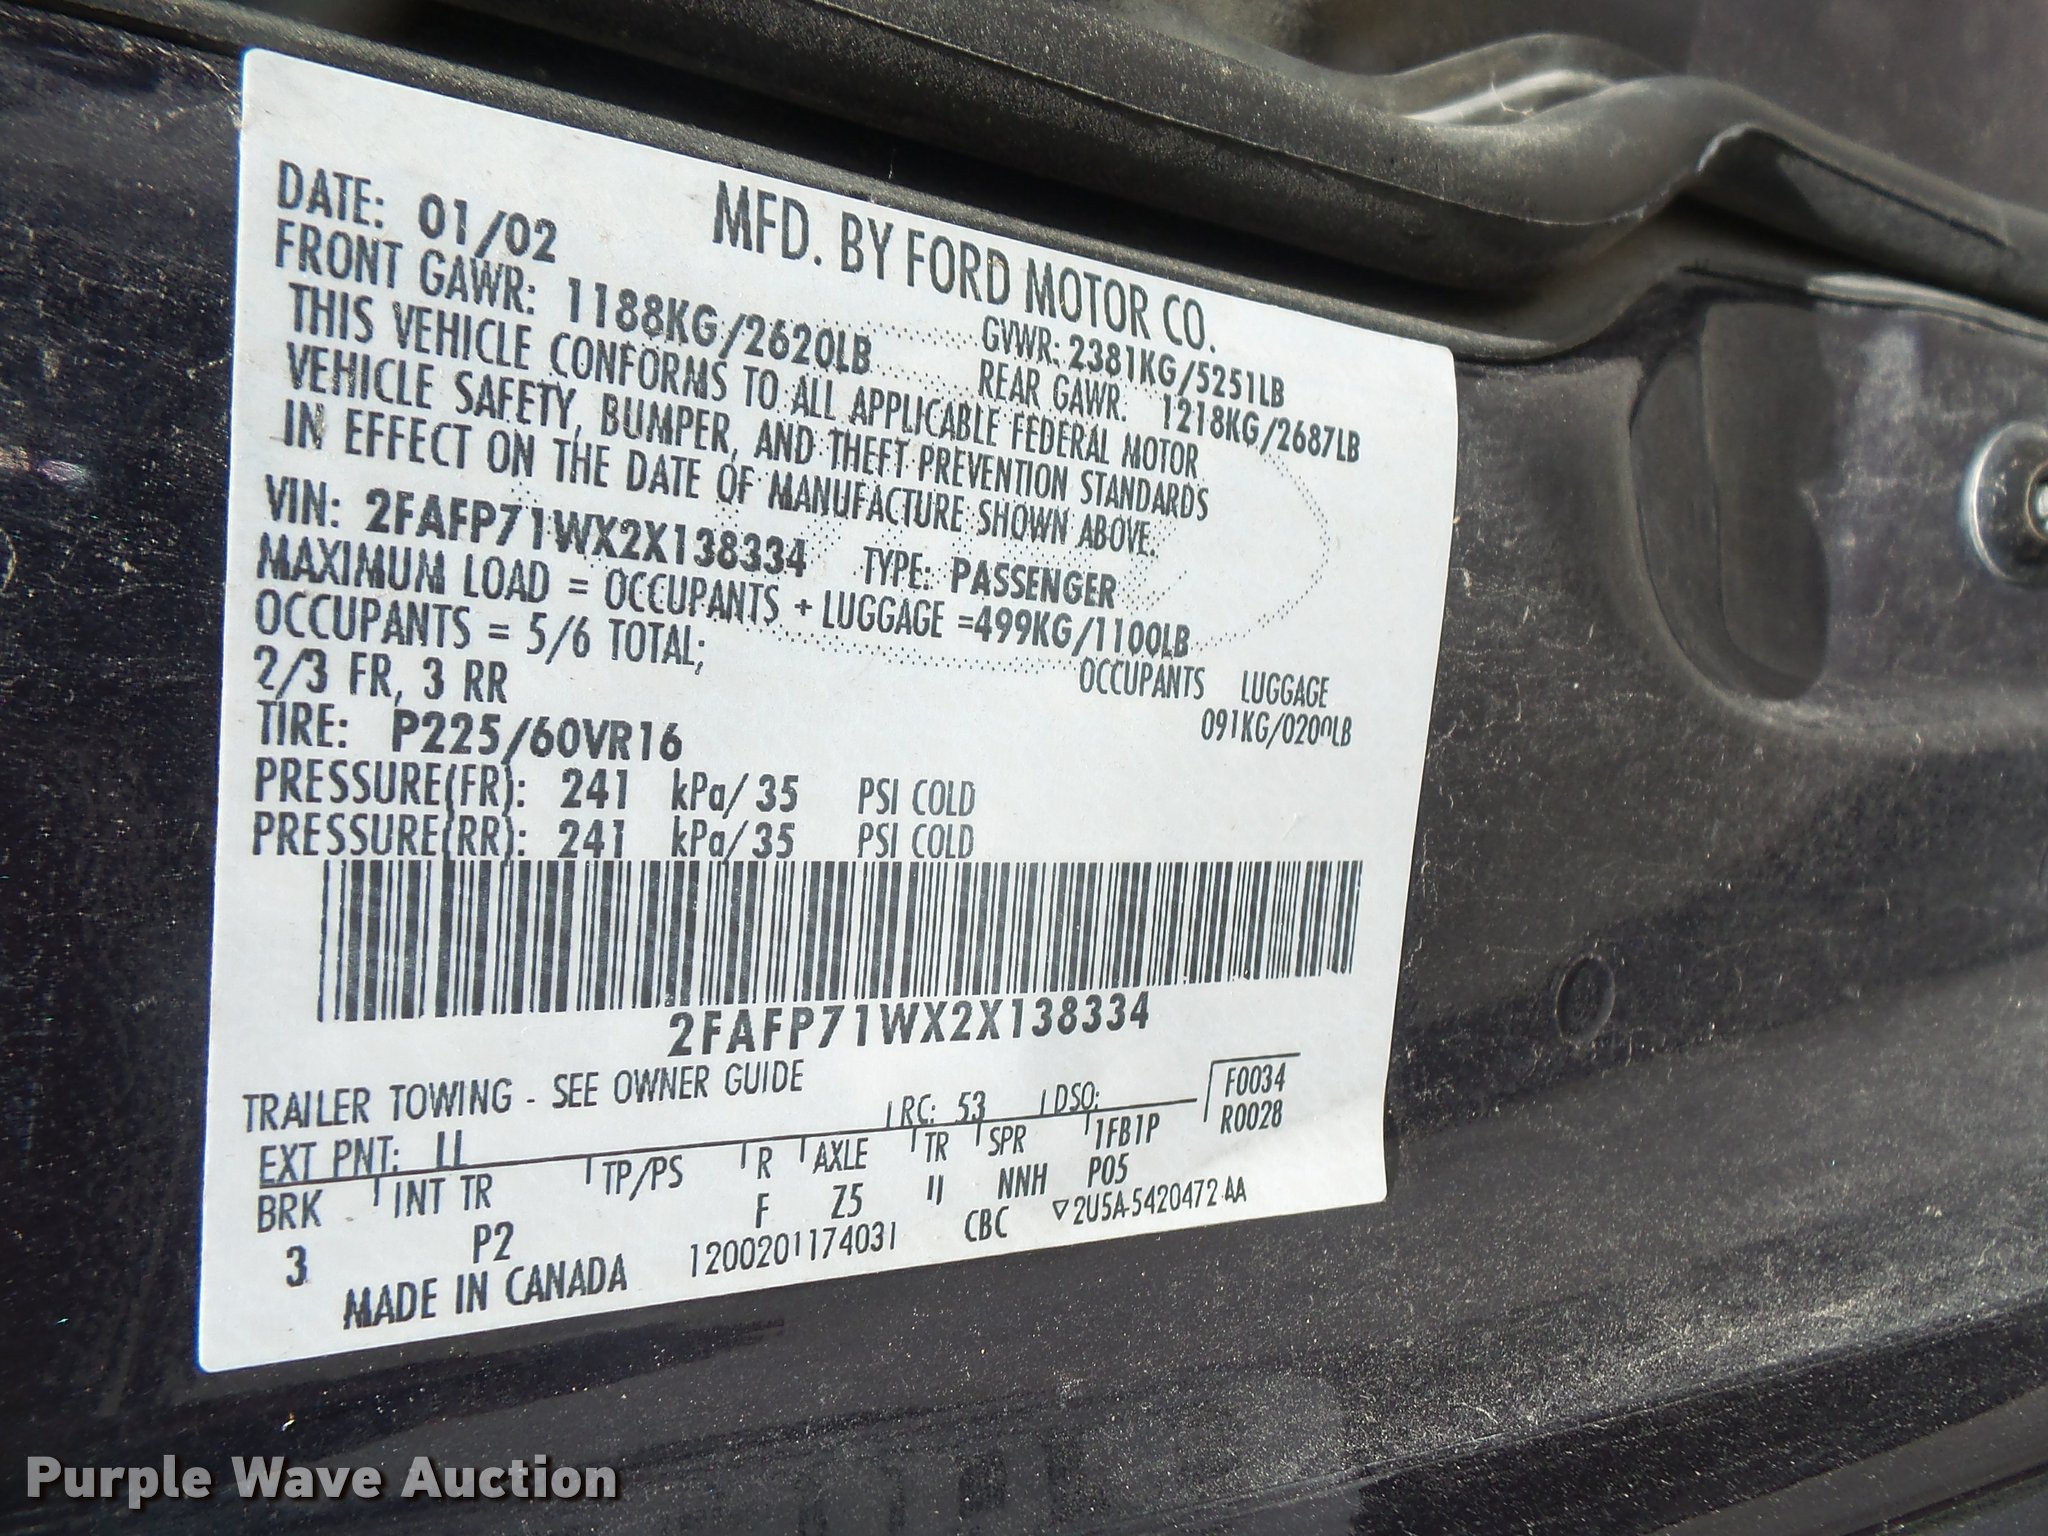 MFD. BY FORD MOTOR CO.
DATE: 01/02 GVWR: 2381KG/5251LB
FRONT GAWR: 1188KG/2620LB REAR GAWR: 1218KG/2687LB
THIS VEHICLE CONFORMS TO ALL APPLICABLE FEDERAL MOTOR
VEHICLE SAFETY, BUMPER, AND THEFT PREVENTION STANDARDS
IN EFFECT ON THE DATE OF MANUFACTURE SHOWN ABOVE.
VIN: 2FAFP71WX2X138334 TYPE: PASSENGER
MAXIMUM LOAD = OCCUPANTS + LUGGAGE =499KG/1100LB
OCCUPANTS = 5/6 TOTAL; OCCUPANTS LUGGAGE
2/3 FR, 3 RR 091KG/0200LB
TIRE: P225/60VR16
PRESSURE(FR): 241 kPa/35 PSI COLD
PRESSURE(RR): 241 kPa/35 PSI COLD
2FAFP71WX2X138334
TRAILER TOWING - SEE OWNER GUIDE
EXT PNT: RC: 53 DSO: F0034
BRK INT TR TP/PS R AXLE TR SPR 1FB1P R0028
3 P2 F Z5 NNH P05
MADE IN CANADA 1200201174031 CBC ▽2U5A-5420472-AA
Purple Wave Auction